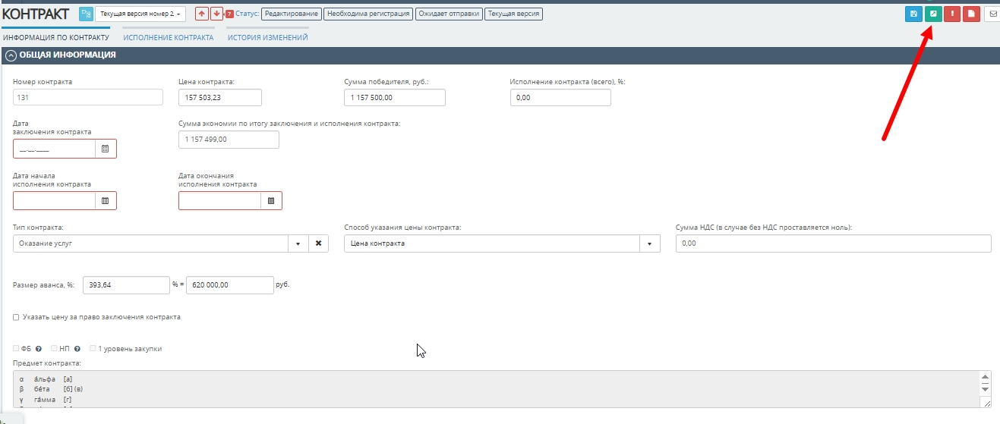 КОНТРАКТ Текущая версия номер 2 7 Статус: Редактирование Необходима регистрация Ожидает отправки Текущая версия
ИНФОРМАЦИЯ ПО КОНТРАКТУ ИСПОЛНЕНИЕ КОНТРАКТА ИСТОРИЯ ИЗМЕНЕНИЙ
ОБЩАЯ ИНФОРМАЦИЯ
Номер контракта Цена контракта: Сумма победителя, руб.: Исполнение контракта (всего), %:
131 157 503,23 1 157 500,00 0,00
Дата Сумма экономии по итогу заключения и исполнения контракта:
заключения контракта
__.__.____ 1 157 499,00
Дата начала Дата окончания
исполнения контракта исполнения контракта
Тип контракта: Способ указания цены контракта: Сумма НДС (в случае без НДС проставляется ноль):
Оказание услуг Цена контракта 0,00
Размер аванса, %: 393,64 % = 620 000,00 руб.
Указать цену за право заключения контракта
ФБ ? НП ? 1 уровень закупки
Предмет контракта:
α а́льфа [а]
β бе́та [б] (в)
γ га́мма [г]